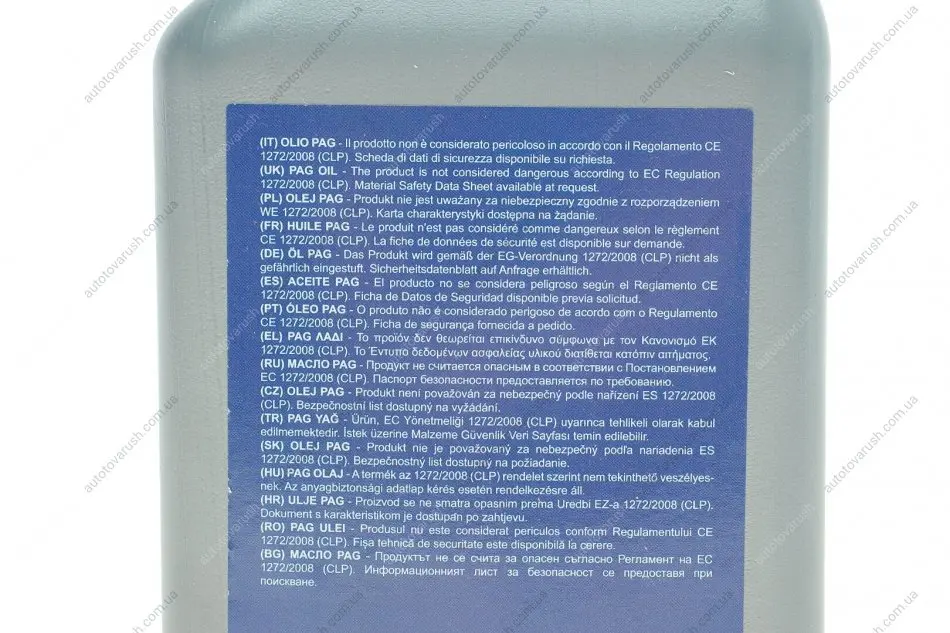 (IT) OLIO PAG - Il prodotto non è considerato pericoloso in accordo con il Regolamento CE
1272/2008 (CLP). Scheda di dati di sicurezza disponibile su richiesta.
(UK) PAG OIL - The product is not considered dangerous according to EC Regulation
1272/2008 (CLP). Material Safety Data Sheet available at request.
(PL) OLEJ PAG - Produkt nie jest uważany za niebezpieczny zgodnie z rozporządzeniem
WE 1272/2008 (CLP). Karta charakterystyki dostępna na żądanie.
(FR) HUILE PAG - Le produit n'est pas considéré comme dangereux selon le règlement
CE 1272/2008 (CLP). La fiche de données de sécurité est disponible sur demande.
(DE) ÖL PAG - Das Produkt wird gemäß der EG-Verordnung 1272/2008 (CLP) nicht als
gefährlich eingestuft. Sicherheitsdatenblatt auf Anfrage erhältlich.
(ES) ACEITE PAG - El producto no se considera peligroso según el Reglamento CE
1272/2008 (CLP). Ficha de Datos de Seguridad disponible previa solicitud.
(PT) ÓLEO PAG - O produto não é considerado perigoso de acordo com o Regulamento
CE 1272/2008 (CLP). Ficha de segurança fornecida a pedido.
(EL) PAG ΛΑΔΙ - Το προϊόν δεν θεωρείται επικίνδυνο σύμφωνα με τον Κανονισμό ΕΚ
1272/2008 (CLP). Το Έντυπο δεδομένων ασφαλείας υλικού διατίθεται κατόπιν αιτήματος.
(RU) МАСЛО PAG - Продукт не считается опасным в соответствии с Постановлением
ЕС 1272/2008 (CLP). Паспорт безопасности предоставляется по требованию.
(CZ) OLEJ PAG - Produkt není považován za nebezpečný podle nařízení ES 1272/2008
(CLP). Bezpečnostní list dostupný na vyžádání.
(TR) PAG YAĞ - Ürün, EC Yönetmeliği 1272/2008 (CLP) uyarınca tehlikeli olarak kabul
edilmemektedir. İstek üzerine Malzeme Güvenlik Veri Sayfası temin edilebilir.
(SK) OLEJ PAG - Produkt nie je považovaný za nebezpečný podľa nariadenia ES
1272/2008 (CLP). Bezpečnostný list dostupný na požiadanie.
(HU) PAG OLAJ - A termék az 1272/2008 (CLP) rendelet szerint nem tekinthető veszélyes-
nek. Az anyagbiztonsági adatlap kérés esetén rendelkezésre áll.
(HR) ULJE PAG - Proizvod se ne smatra opasnim prema Uredbi EZ-a 1272/2008 (CLP).
Dokument s karakteristikom je dostupan po zahtjevu.
(RO) PAG ULEI - Produsul nu este considerat periculos conform Regulamentului CE
1272/2008 (CLP). Fişa tehnică de securitate este disponibilă la cerere.
(BG) МАСЛО PAG - Продуктът не се счита за опасен съгласно Регламент на ЕС
1272/2008 (CLP). Информационният лист за безопасност се предоставя при
поискване.
autotovarush.com.ua